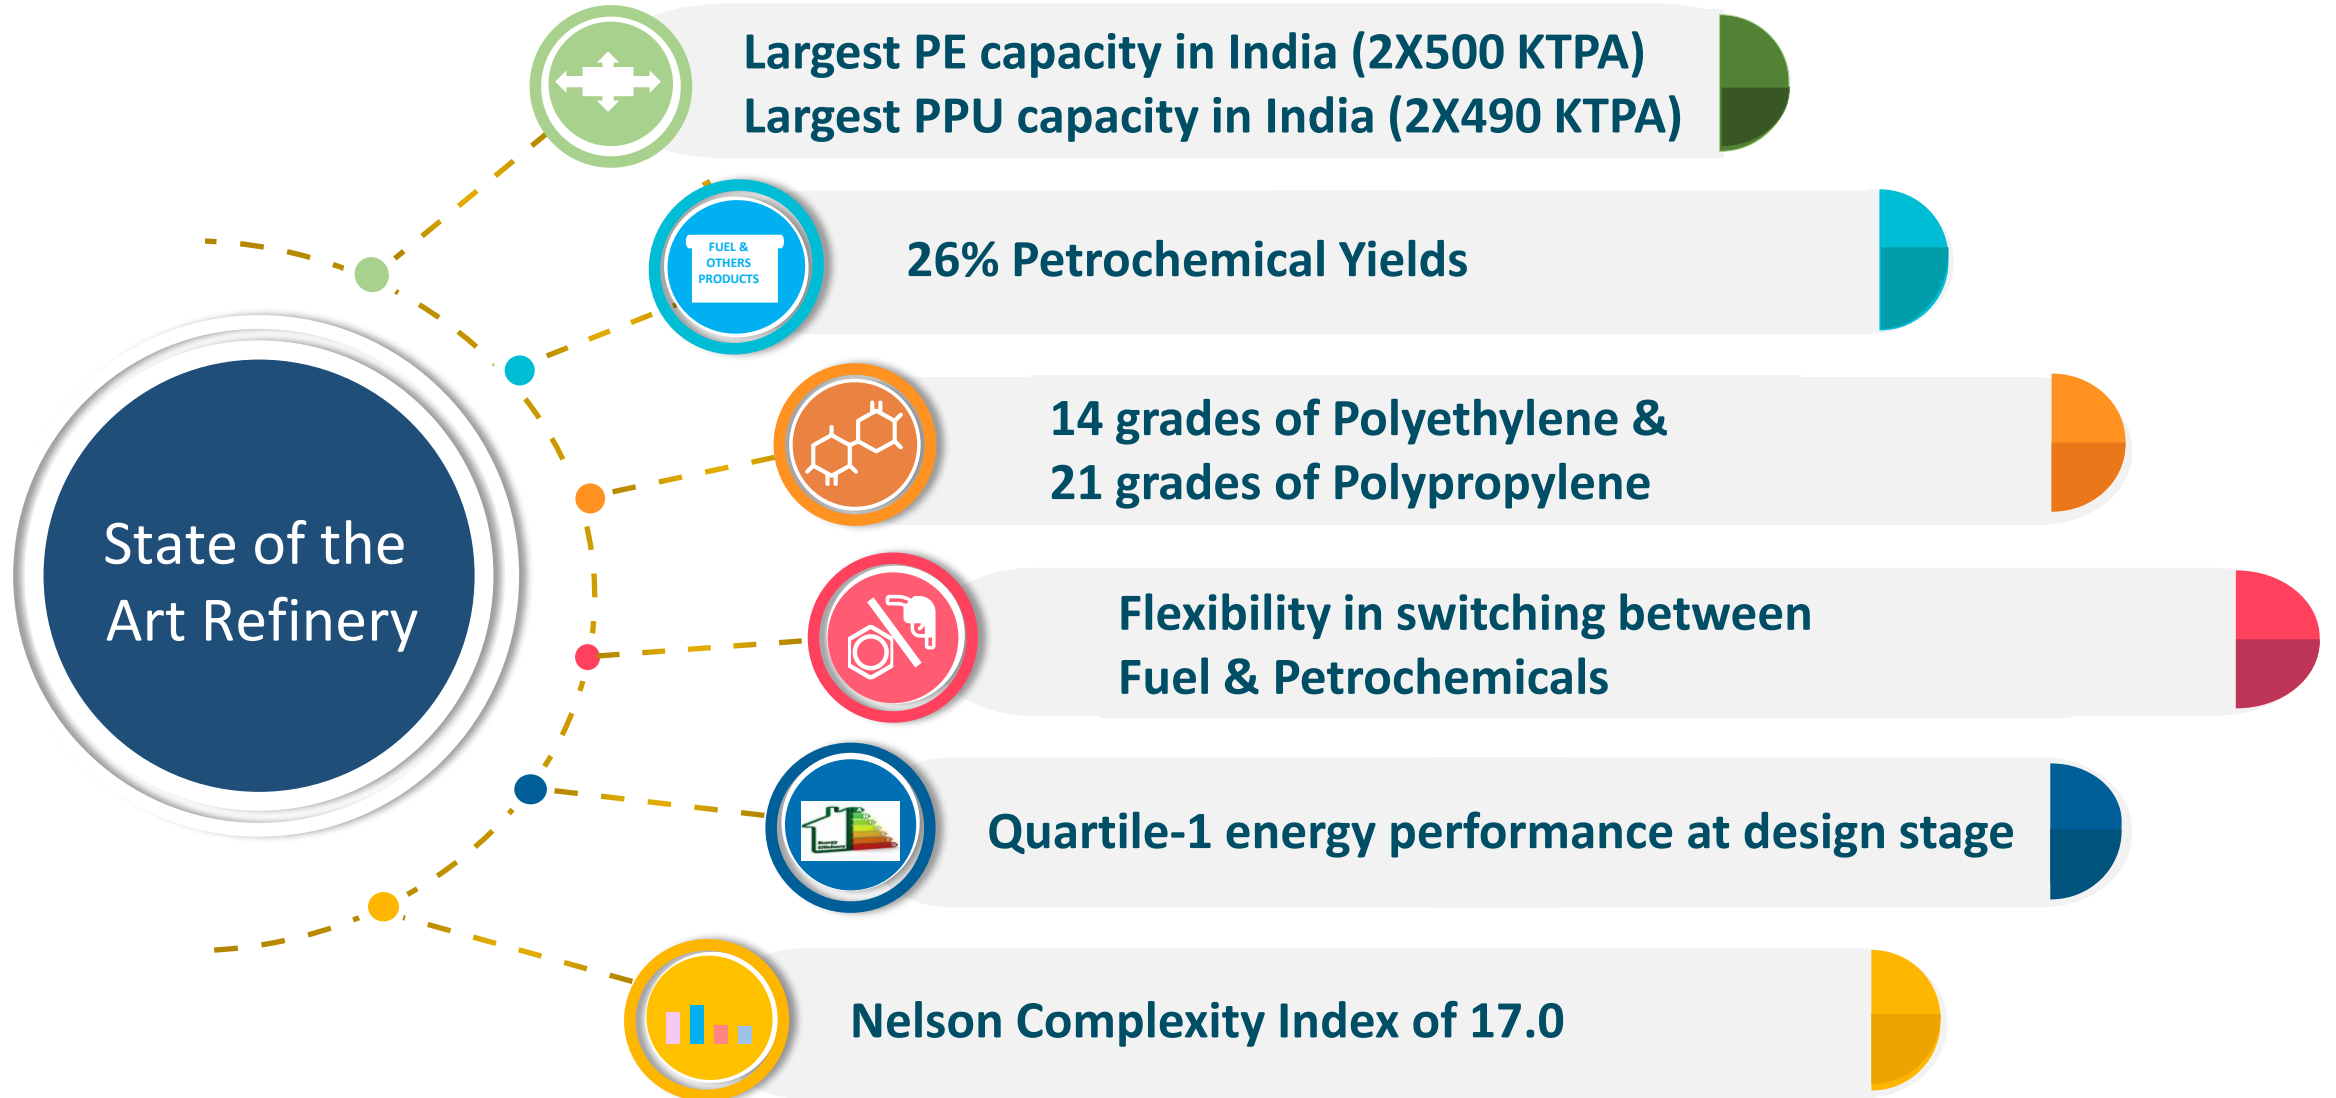 State of the
Art Refinery
Largest PE capacity in India (2X500 KTPA)
Largest PPU capacity in India (2X490 KTPA)
FUEL &
OTHERS
PRODUCTS
26% Petrochemical Yields
14 grades of Polyethylene &
21 grades of Polypropylene
Flexibility in switching between
Fuel & Petrochemicals
Energy
Efficiency
Quartile-1 energy performance at design stage
Nelson Complexity Index of 17.0